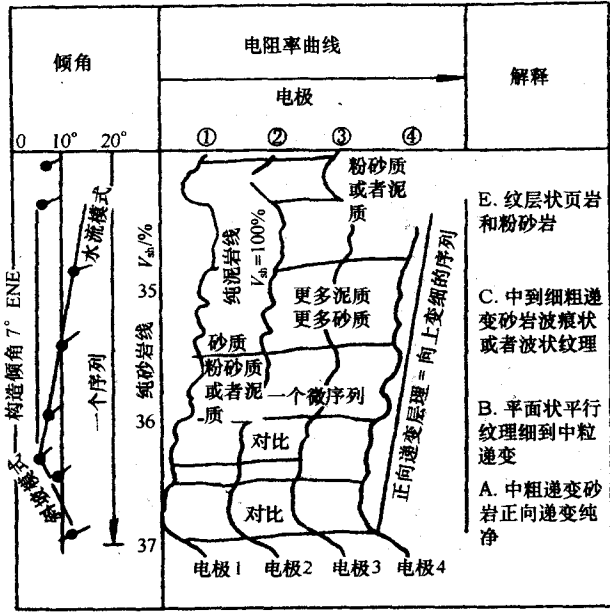 倾角
电阻率曲线
电极
解释
0 10° 20°
① ② ③ ④
构造倾角 7° ENE
水流模式
斜坡模式
一个序列
V_sh/%
35
36
37
纯砂岩线
纯泥岩线
V_sh=100%
粉砂质
或者泥
质
更多泥质
更多砂质
砂质
粉砂质
或者泥
质
一个微序列
对比
对比
正向递变层理=向上变细的序列
电极1 电极2 电极3 电极4
E. 纹层状页岩
和粉砂岩
C. 中到细粗递
变砂岩波痕状
或者波状纹理
B. 平面状平行
纹理细到中粒
递变
A. 中粗递变砂
岩正向递变纯
净